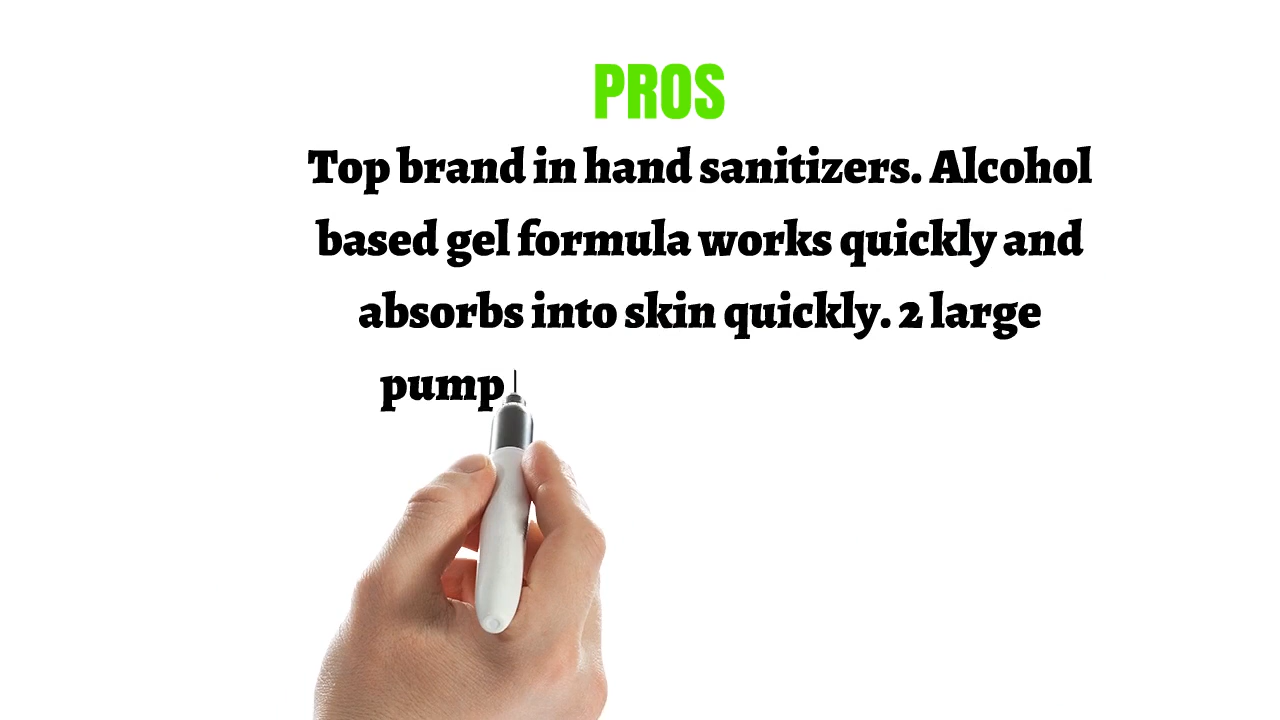 PROS
Top brand in hand sanitizers. Alcohol
based gel formula works quickly and
absorbs into skin quickly. 2 large
pump